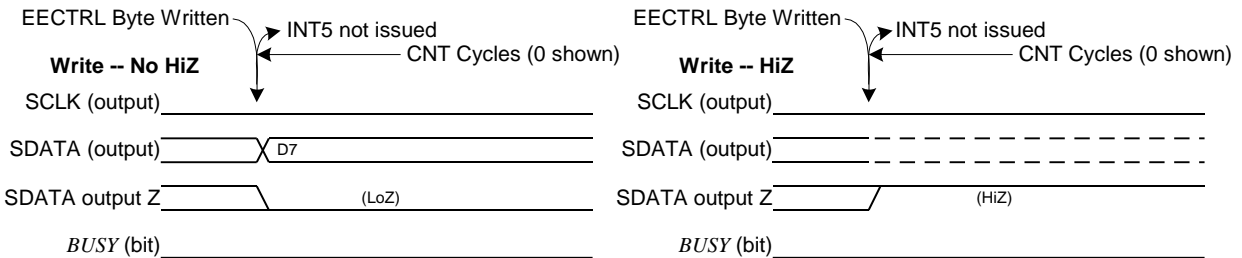 EECTRL Byte Written
INT5 not issued
CNT Cycles (0 shown)
Write -- No HiZ
SCLK (output)
SDATA (output)
D7
SDATA output Z
(LoZ)
BUSY (bit)
EECTRL Byte Written
INT5 not issued
CNT Cycles (0 shown)
Write -- HiZ
SCLK (output)
SDATA (output)
SDATA output Z
(HiZ)
BUSY (bit)